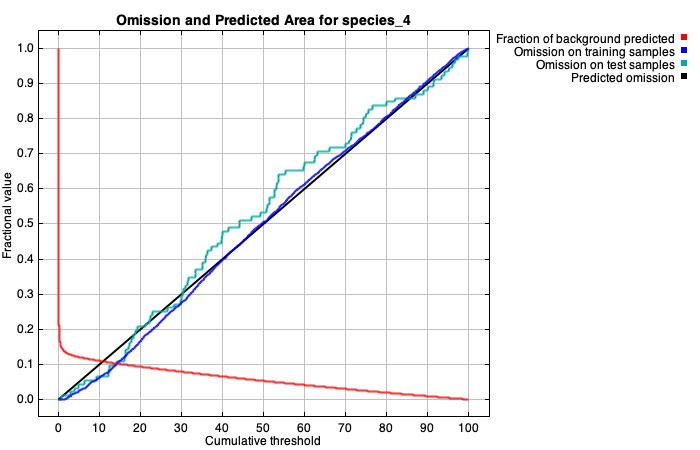 Omission and Predicted Area for species_4
Fraction of background predicted
Omission on training samples
Omission on test samples
Predicted omission
Fractional value
1.0
0.9
0.8
0.7
0.6
0.5
0.4
0.3
0.2
0.1
0.0
0 10 20 30 40 50 60 70 80 90 100
Cumulative threshold